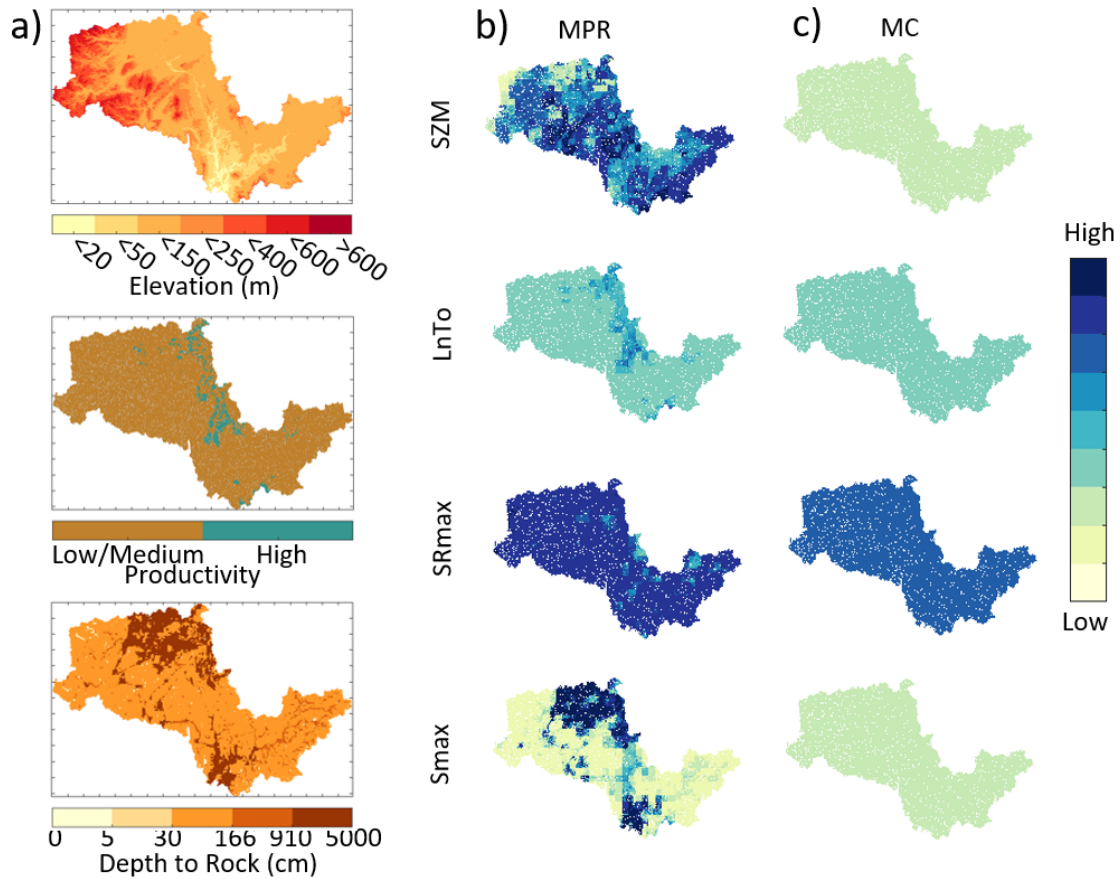 a)
<20 <50 <150 <250 <400 <600 >600
Elevation (m)
Low/Medium High
Productivity
0 5 30 166 910 5000
Depth to Rock (cm)
b) MPR
c) MC
SZM
LnTo
SRmax
Smax
High
Low